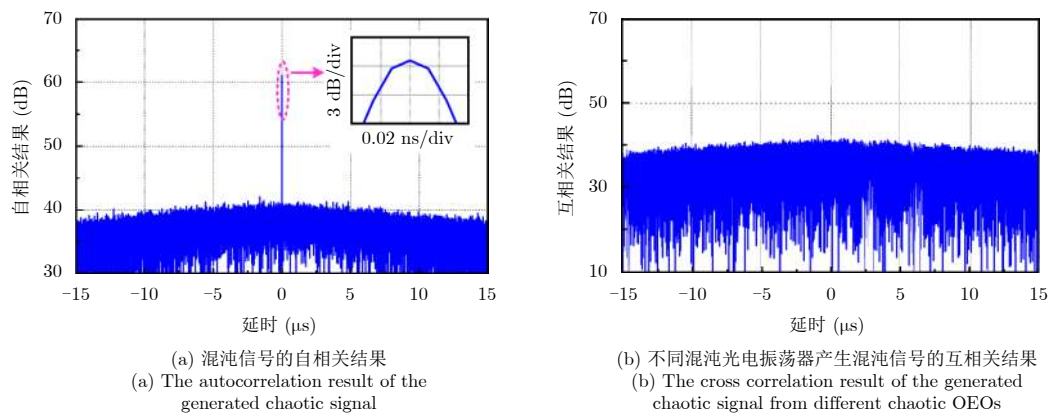 70
60
50
40
30
自相关结果 (dB)
3 dB/div
0.02 ns/div
−15
−10
−5
0
5
10
15
延时 (μs)
(a) 混沌信号的自相关结果
(a) The autocorrelation result of the
generated chaotic signal
70
50
30
10
互相关结果 (dB)
−15
−10
−5
0
5
10
15
延时 (μs)
(b) 不同混沌光电振荡器产生混沌信号的互相关结果
(b) The cross correlation result of the generated
chaotic signal from different chaotic OEOs